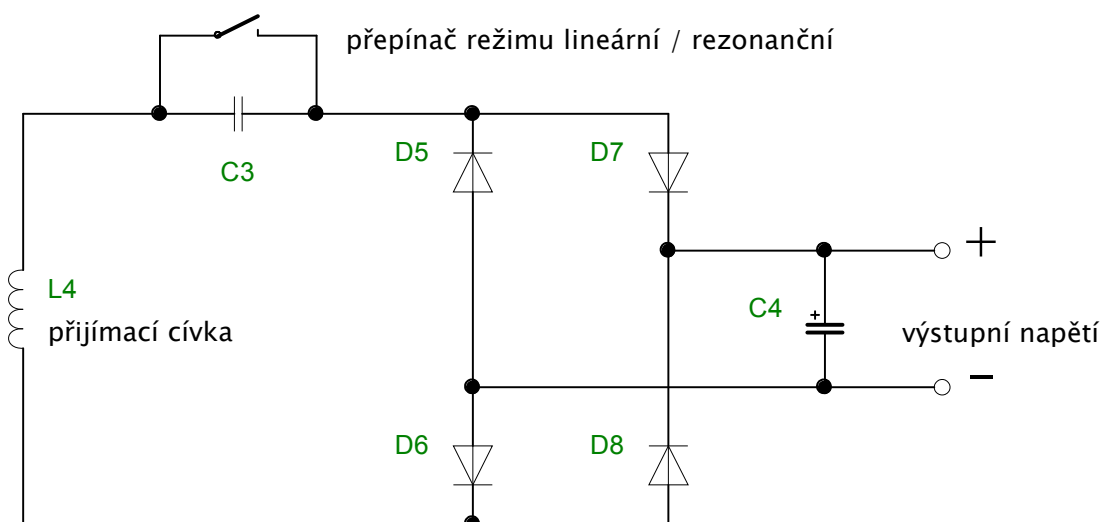 přepínač režimu lineární / rezonanční
C3
D5
D7
+
L4
přijímací cívka
C4
+
výstupní napětí
−
D6
D8